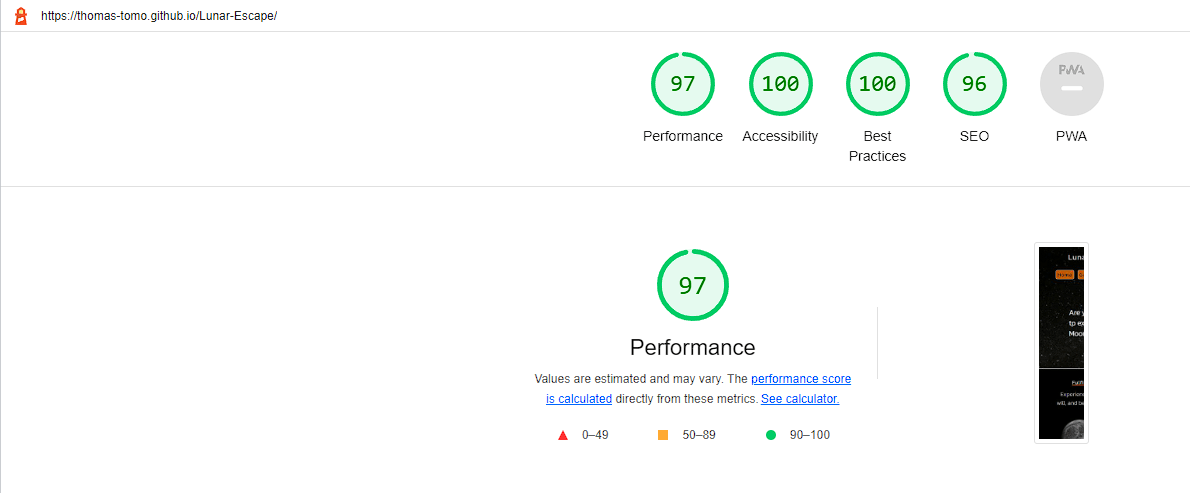 https://thomas-tomo.github.io/Lunar-Escape/
97
100
100
96
PWA
Performance
Accessibility
Best
Practices
SEO
PWA
97
Performance
Values are estimated and may vary. The performance score
is calculated directly from these metrics. See calculator.
0–49
50–89
90–100
Luna
Home
Are y
tp ex
Moo
Fulfi
Experien
will, and be